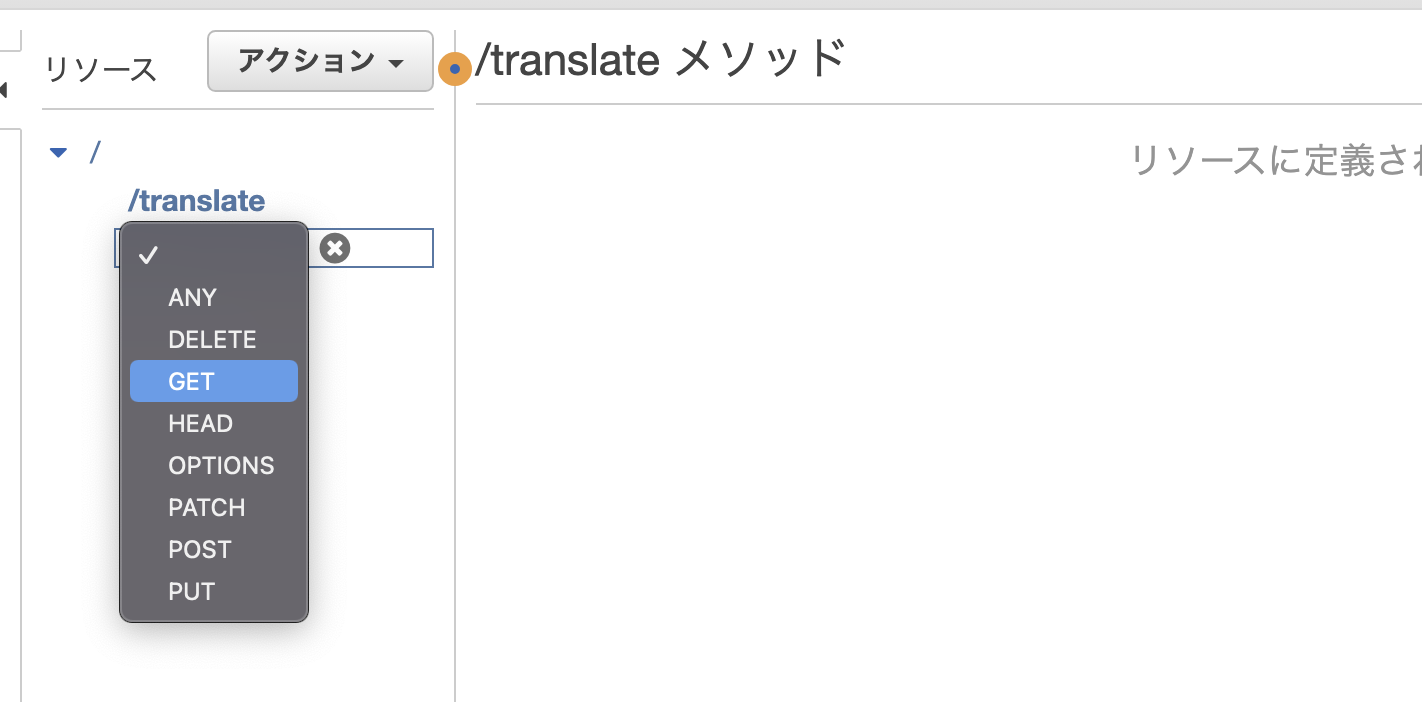 リソース
アクション
/translate メソッド
/
/translate
リソースに定義さ
ANY
DELETE
GET
HEAD
OPTIONS
PATCH
POST
PUT